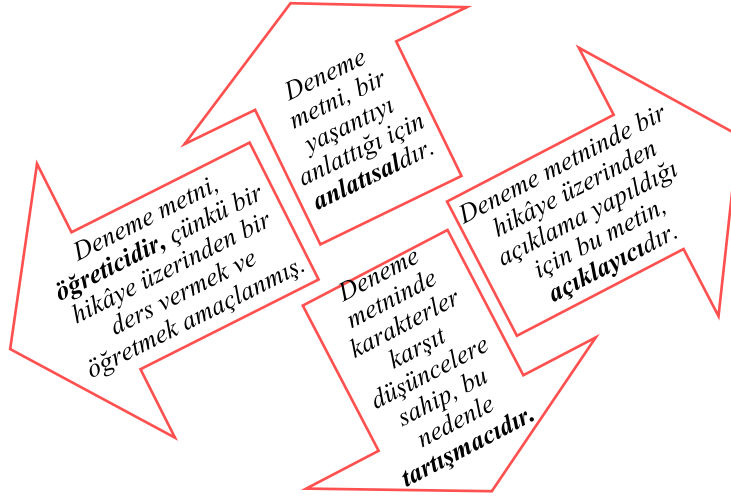 Deneme
metni, bir
yaşantıyı
anlattığı için
anlatısaldır.
Deneme metni,
öğreticidir, çünkü bir
hikâye üzerinden bir
ders vermek ve
öğretmek amaçlanmış.
Deneme metninde bir
hikâye üzerinden
açıklama yapıldığı
için bu metin,
açıklayıcıdır.
Deneme
metninde
karakterler
karşıt
düşüncelere
sahip, bu
nedenle
tartışmacıdır.